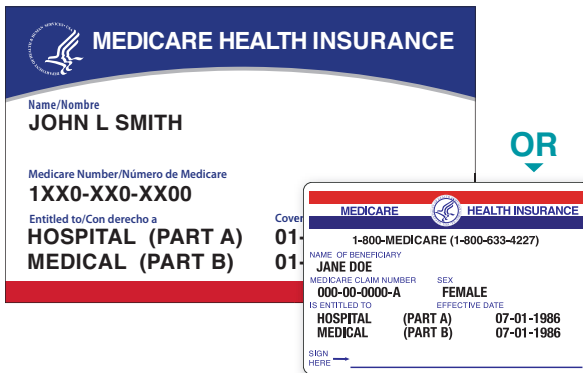 MEDICARE HEALTH INSURANCE
Name/Nombre
JOHN L SMITH
Medicare Number/Número de Medicare
1XX0-XX0-XX00
Entitled to/Con derecho a Cover
HOSPITAL (PART A) 01-
MEDICAL (PART B) 01-
OR
MEDICARE HEALTH INSURANCE
1-800-MEDICARE (1-800-633-4227)
NAME OF BENEFICIARY
JANE DOE
MEDICARE CLAIM NUMBER SEX
000-00-0000-A FEMALE
IS ENTITLED TO EFFECTIVE DATE
HOSPITAL (PART A) 07-01-1986
MEDICAL (PART B) 07-01-1986
SIGN
HERE